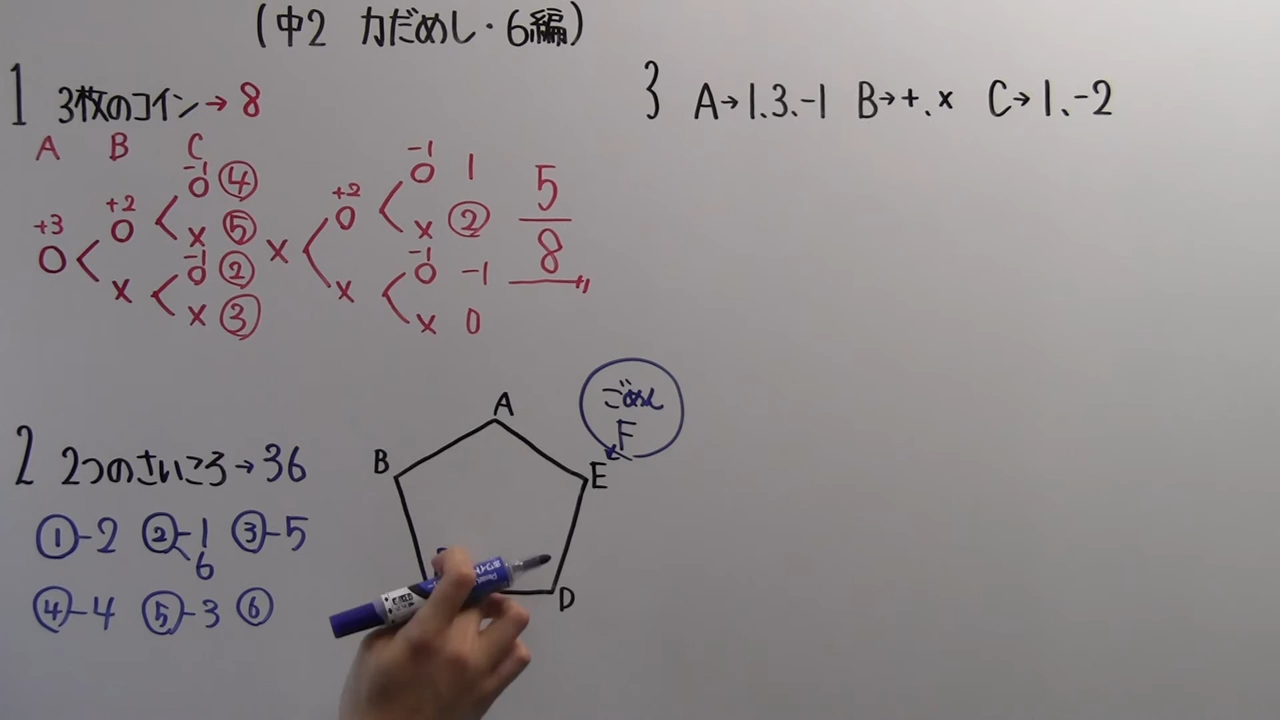 (中2 力だめし・6編)
1 3枚のコイン→8
A B C
+3 ○ +2 ○ -1 ○ ④
× ⑤
× -1 ○ ②
× ③
× +2 ○ -1 ○ 1
× ②
× -1 ○ -1
× 0
5
8
2 2つのさいころ→36
①-2 ②-1 ③-5
6
④-4 ⑤-3 ⑥
A
B
E
D
ごめん
F
3 A→1.3.-1 B→+.× C→1、-2